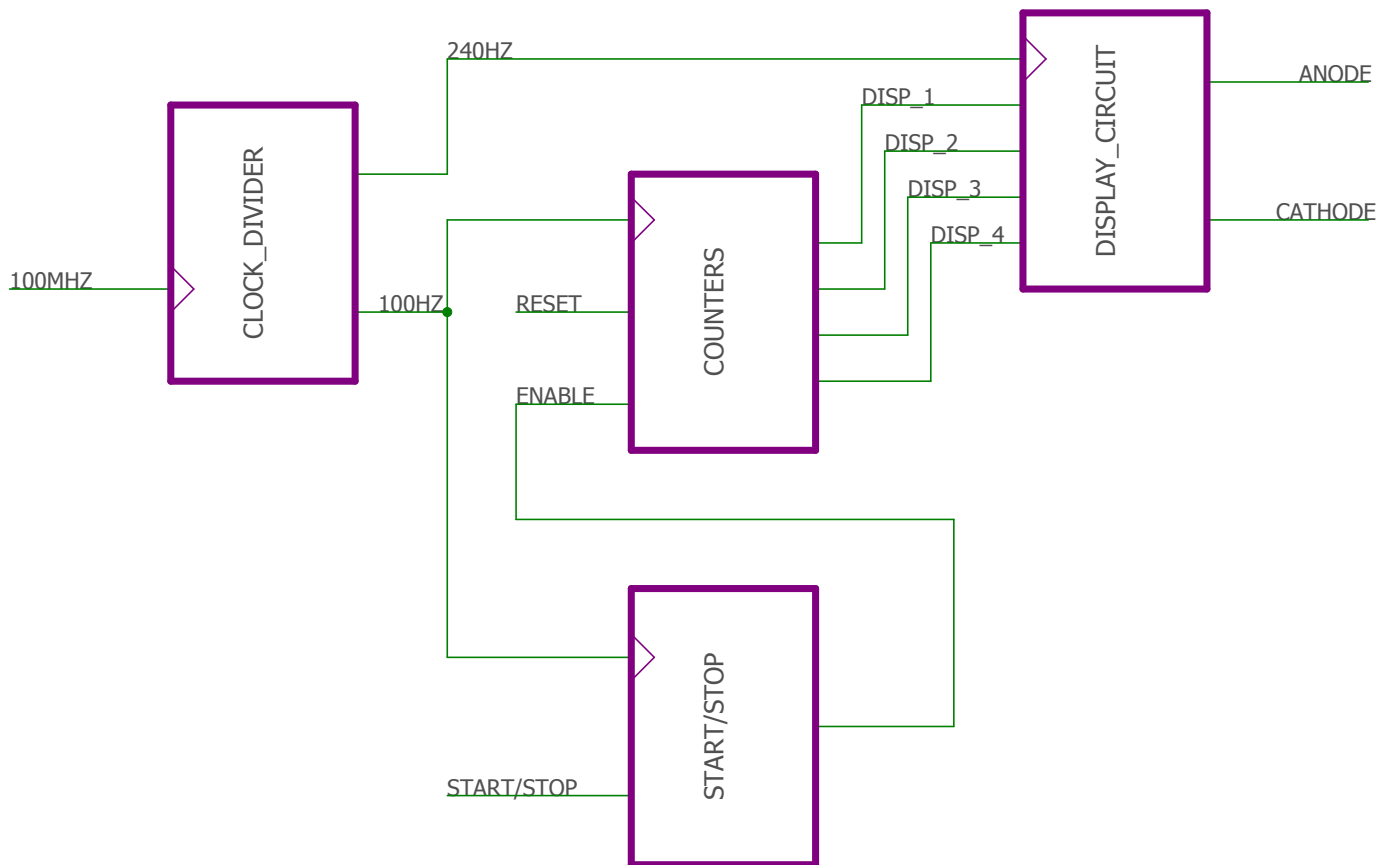 240HZ
DISPLAY_CIRCUIT
ANODE
DISP_1
DISP_2
CLOCK_DIVIDER
DISP_3
CATHODE
DISP_4
100MHZ
100HZ
RESET
COUNTERS
ENABLE
START/STOP
START/STOP